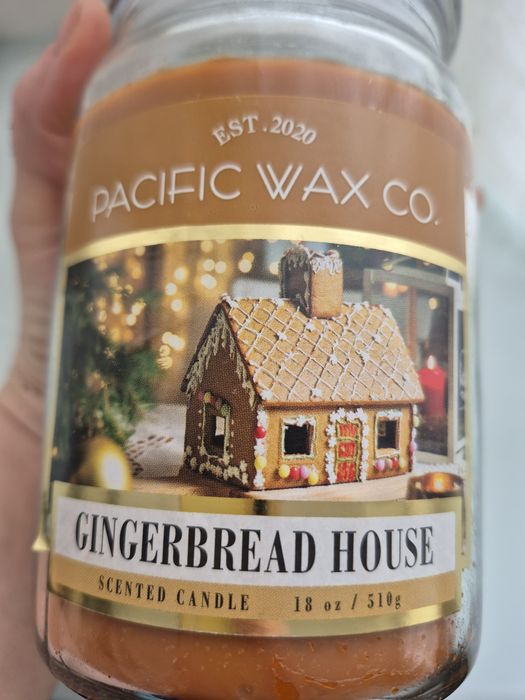 EST.2020
PACIFIC WAX CO.
GINGERBREAD HOUSE
SCENTED CANDLE 18 oz / 510g